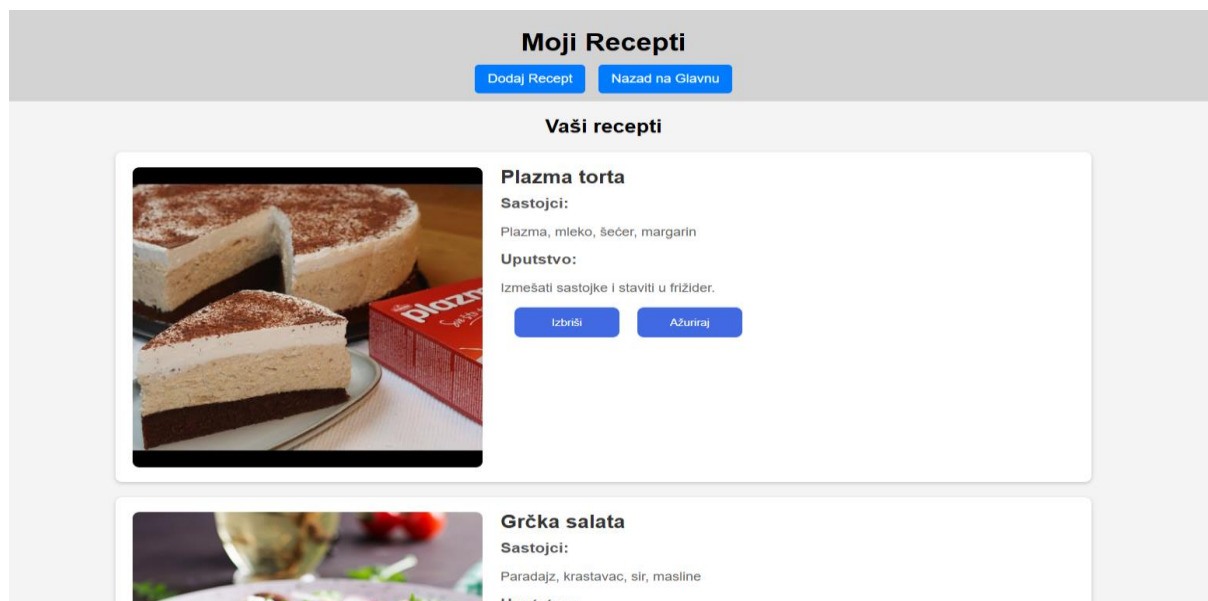 Moji Recepti
Dodaj Recept Nazad na Glavnu
Vaši recepti
Plazma torta
Sastojci:
Plazma, mleko, šećer, margarin
Uputstvo:
Izmešati sastojke i staviti u frižider.
Izbriši Ažuriraj
plazm
Grčka salata
Sastojci:
Paradajz, krastavac, sir, masline